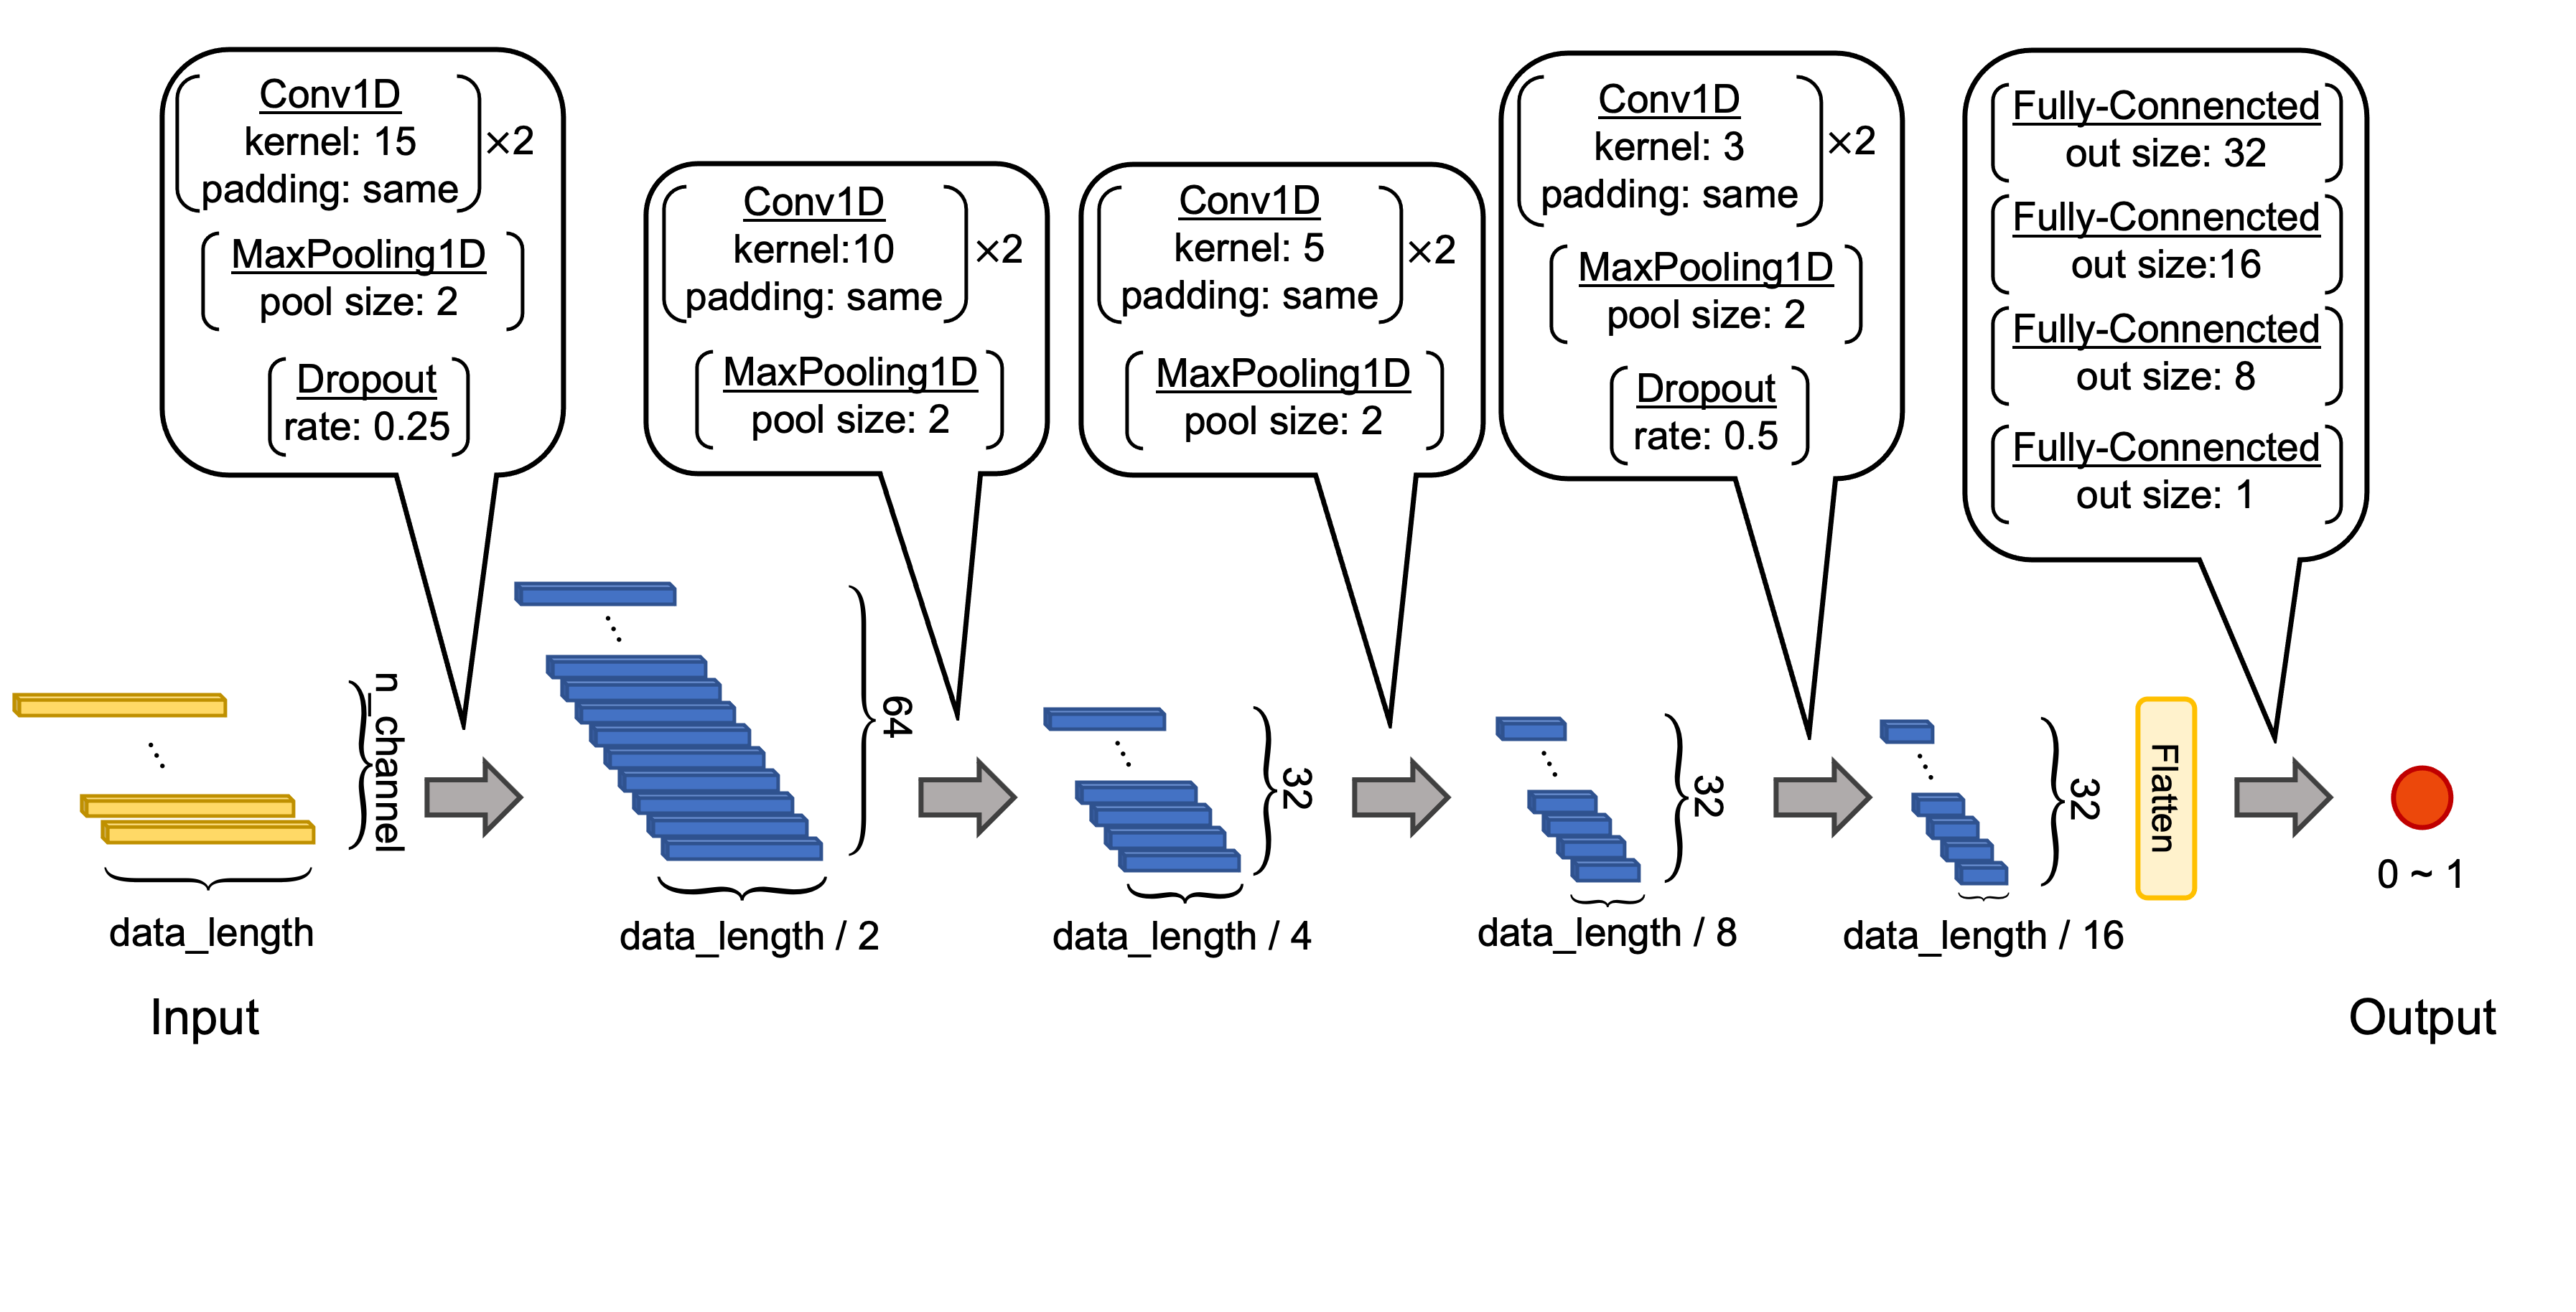 Conv1D
kernel: 15
padding: same
×2
MaxPooling1D
pool size: 2
Dropout
rate: 0.25
Conv1D
kernel:10
padding: same
×2
MaxPooling1D
pool size: 2
Conv1D
kernel: 5
padding: same
×2
MaxPooling1D
pool size: 2
Conv1D
kernel: 3
padding: same
×2
MaxPooling1D
pool size: 2
Dropout
rate: 0.5
Fully-Connencted
out size: 32
Fully-Connencted
out size:16
Fully-Connencted
out size: 8
Fully-Connencted
out size: 1
n_channel
data_length
Input
64
data_length / 2
32
data_length / 4
32
data_length / 8
32
data_length / 16
Flatten
0 ~ 1
Output